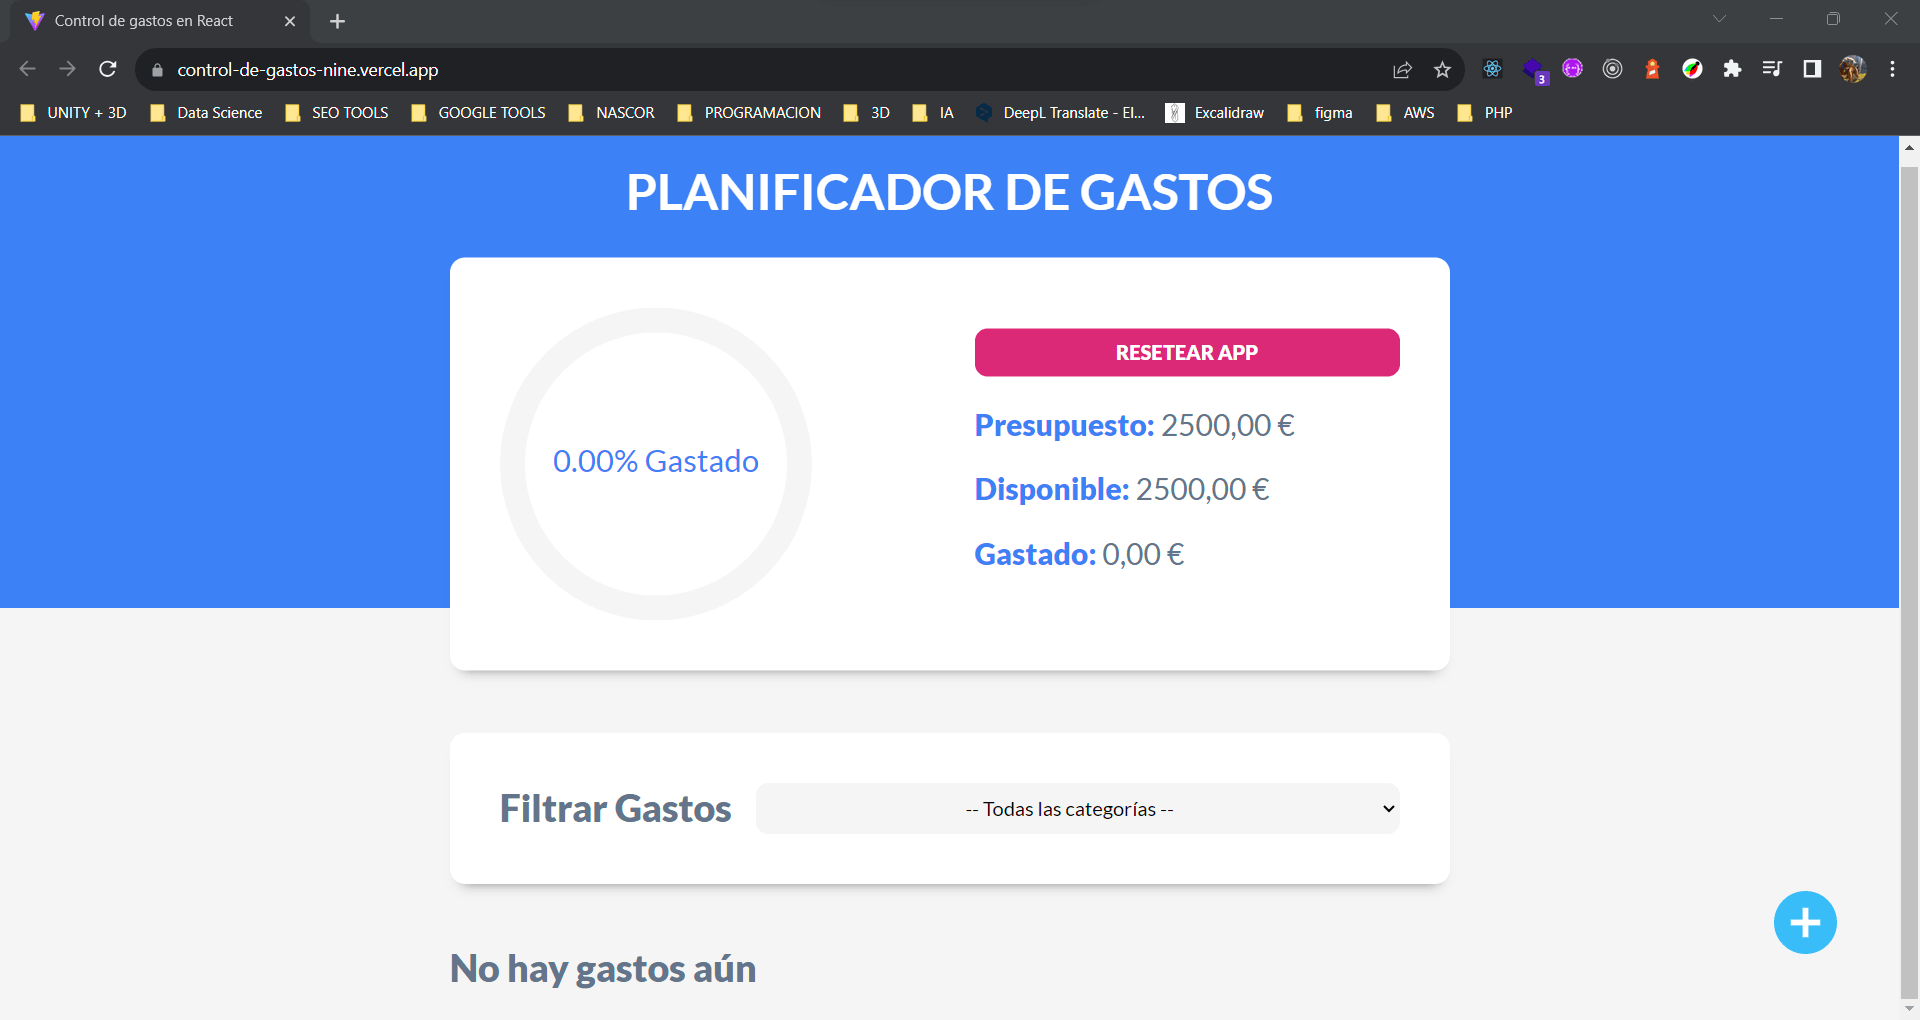 Control de gastos en React
control-de-gastos-nine.vercel.app
3
UNITY + 3D Data Science SEO TOOLS GOOGLE TOOLS NASCOR PROGRAMACION 3D IA DeepL Translate - El... Excalidraw figma AWS PHP
PLANIFICADOR DE GASTOS
0.00% Gastado
RESETEAR APP
Presupuesto: 2500,00 €
Disponible: 2500,00 €
Gastado: 0,00 €
Filtrar Gastos
-- Todas las categorías --
No hay gastos aún